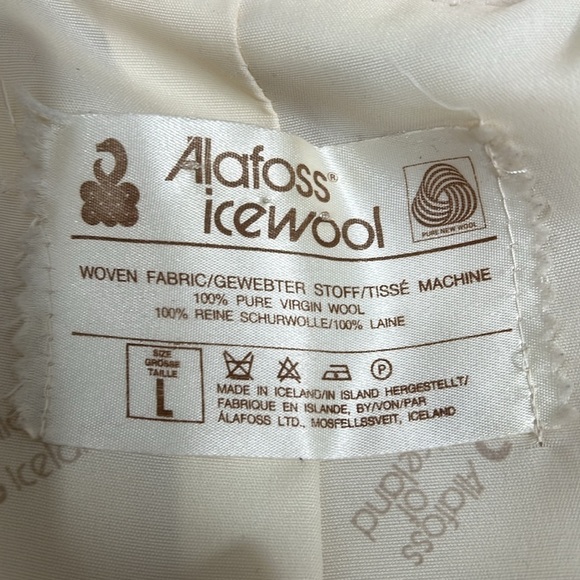 Álafoss®
icewool
PURE NEW WOOL
WOVEN FABRIC/GEWEBTER STOFF/TISSÉ MACHINE
100% PURE VIRGIN WOOL
100% REINE SCHURWOLLE/100% LAINE
SIZE
GRÖSSE
TAILLE
L
P
MADE IN ICELAND/IN ISLAND HERGESTELLT/
FABRIQUE EN ISLANDE, BY/VON/PAR
ÁLAFOSS LTD., MOSFELLSSVEIT, ICELAND
Alafoss
of